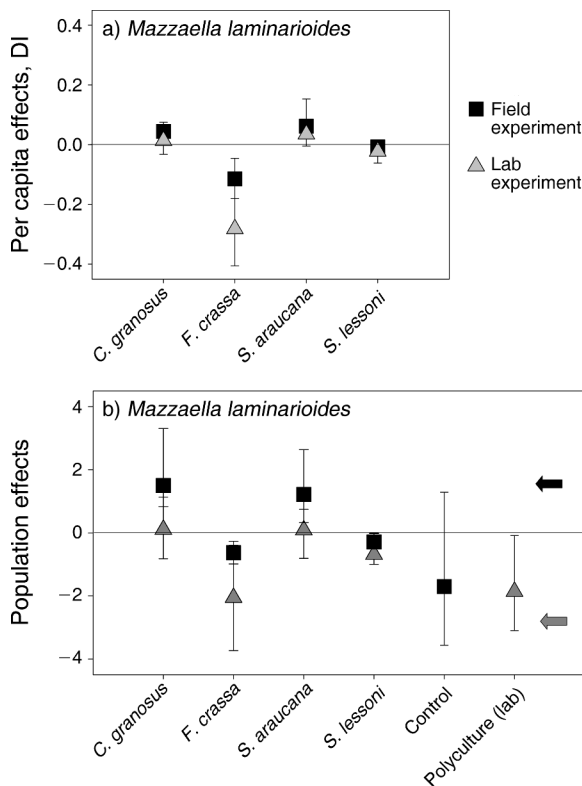 a) Mazzaella laminarioides
Per capita effects, DI
0.4
0.2
0.0
−0.2
−0.4
C. granosus
F. crassa
S. araucana
S. lessoni
Field
experiment
Lab
experiment
b) Mazzaella laminarioides
Population effects
4
2
0
−2
−4
C. granosus
F. crassa
S. araucana
S. lessoni
Control
Polyculture (lab)